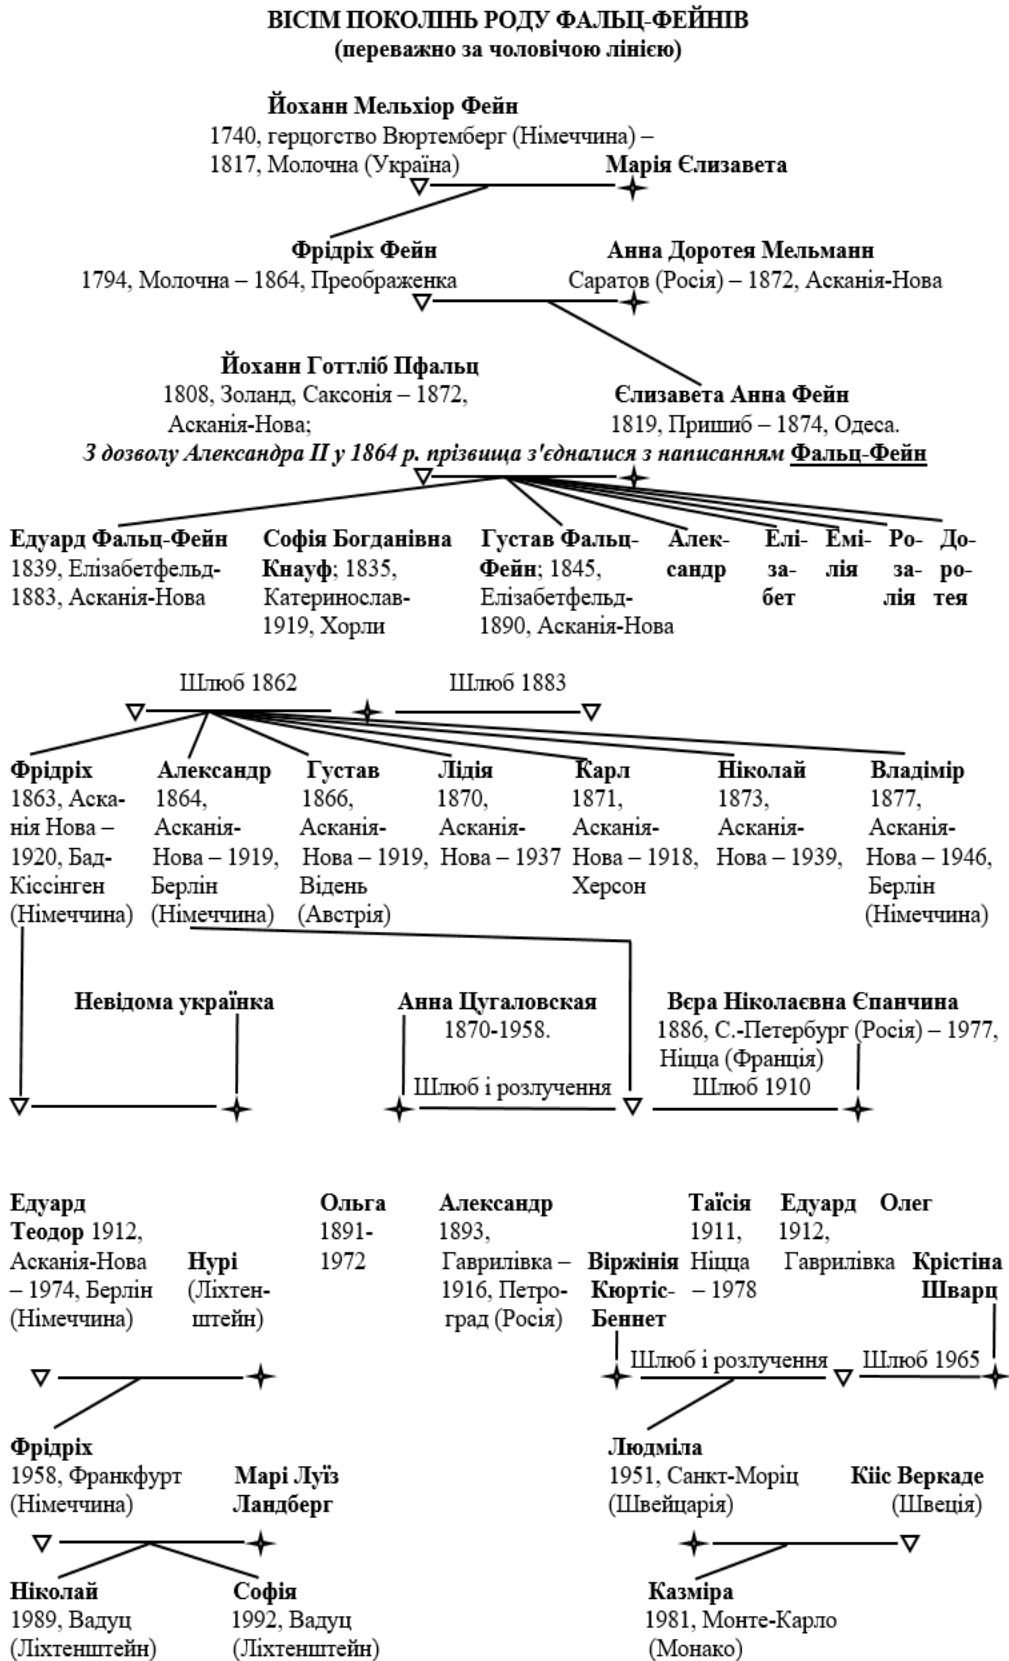 ВІСІМ ПОКОЛІНЬ РОДУ ФАЛЬЦ-ФЕЙНІВ
(переважно за чоловічою лінією)
Йоханн Мельхіор Фейн
1740, герцогство Вюртемберг (Німеччина) –
1817, Молочна (Україна)
Марія Єлизавета
Фрідріх Фейн
1794, Молочна – 1864, Преображенка
Анна Доротея Мельманн
Саратов (Росія) – 1872, Асканія-Нова
Йоханн Готтліб Пфальц
1808, Золанд, Саксонія – 1872,
Асканія-Нова;
Єлизавета Анна Фейн
1819, Пришиб – 1874, Одеса.
З дозволу Александра II у 1864 р. прізвища з'єдналися з написанням Фальц-Фейн
Едуард Фальц-Фейн
1839, Елізабетфельд-
1883, Асканія-Нова
Софія Богданівна
Кнауф; 1835,
Катеринослав-
1919, Хорли
Густав Фальц-
Фейн; 1845,
Елізабетфельд-
1890, Асканія-Нова
Алек-
сандр
Елі-
за-
бет
Емі-
лія
Ро-
за-
лія
До-
ро-
тея
Шлюб 1862
Шлюб 1883
Фрідріх
1863, Аска-
нія Нова –
1920, Бад-
Кіссінген
(Німеччина)
Александр
1864,
Асканія-
Нова – 1919,
Берлін
(Німеччина)
Густав
1866,
Асканія-
Нова – 1919,
Відень
(Австрія)
Лідія
1870,
Асканія-
Нова – 1937
Карл
1871,
Асканія-
Нова – 1918,
Херсон
Ніколай
1873,
Асканія-
Нова – 1939,
Владімір
1877,
Асканія-
Нова – 1946,
Берлін
(Німеччина)
Невідома українка
Анна Цугаловская
1870-1958.
Вєра Ніколаєвна Єпанчина
1886, С.-Петербург (Росія) – 1977,
Ніцца (Франція)
Шлюб і розлучення
Шлюб 1910
Едуард
Теодор 1912,
Асканія-Нова
– 1974, Берлін
(Німеччина)
Нурі
(Ліхтен-
штейн)
Ольга
1891-
1972
Александр
1893,
Гаврилівка –
1916, Петро-
град (Росія)
Віржінія
Кюртіс-
Беннет
Таїсія
1911,
Ніцца
– 1978
Едуард
1912,
Гаврилівка
Олег
Крістіна
Шварц
Шлюб і розлучення
Шлюб 1965
Фрідріх
1958, Франкфурт
(Німеччина)
Марі Луїз
Ландберг
Людміла
1951, Санкт-Моріц
(Швейцарія)
Кііс Веркаде
(Швеція)
Ніколай
1989, Вадуц
(Ліхтенштейн)
Софія
1992, Вадуц
(Ліхтенштейн)
Казміра
1981, Монте-Карло
(Монако)